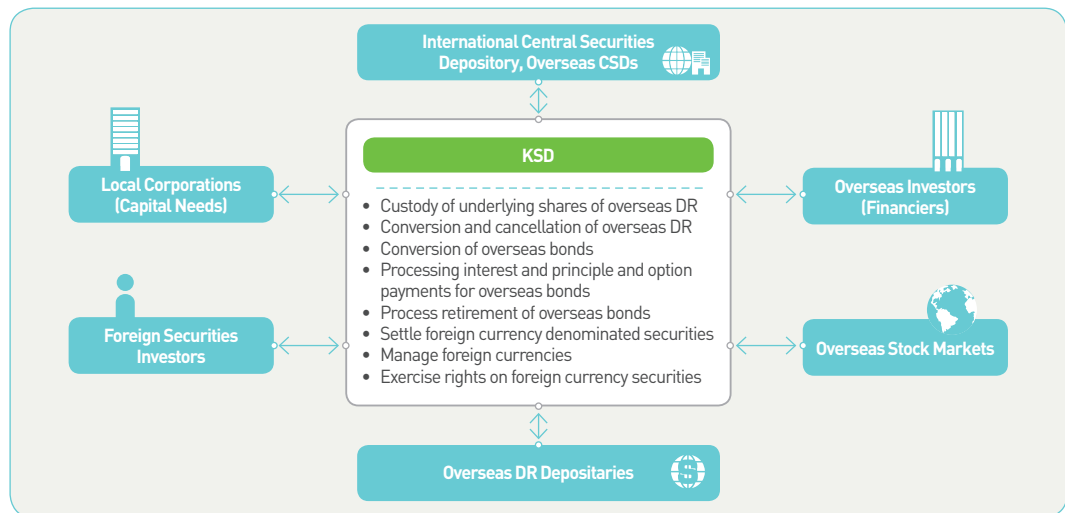 International Central Securities
Depository, Overseas CSDs
KSD
Local Corporations
(Capital Needs)
Overseas Investors
(Financiers)
• Custody of underlying shares of overseas DR
• Conversion and cancellation of overseas DR
• Conversion of overseas bonds
• Processing interest and principle and option
payments for overseas bonds
• Process retirement of overseas bonds
• Settle foreign currency denominated securities
• Manage foreign currencies
• Exercise rights on foreign currency securities
Foreign Securities
Investors
Overseas Stock Markets
Overseas DR Depositaries
$